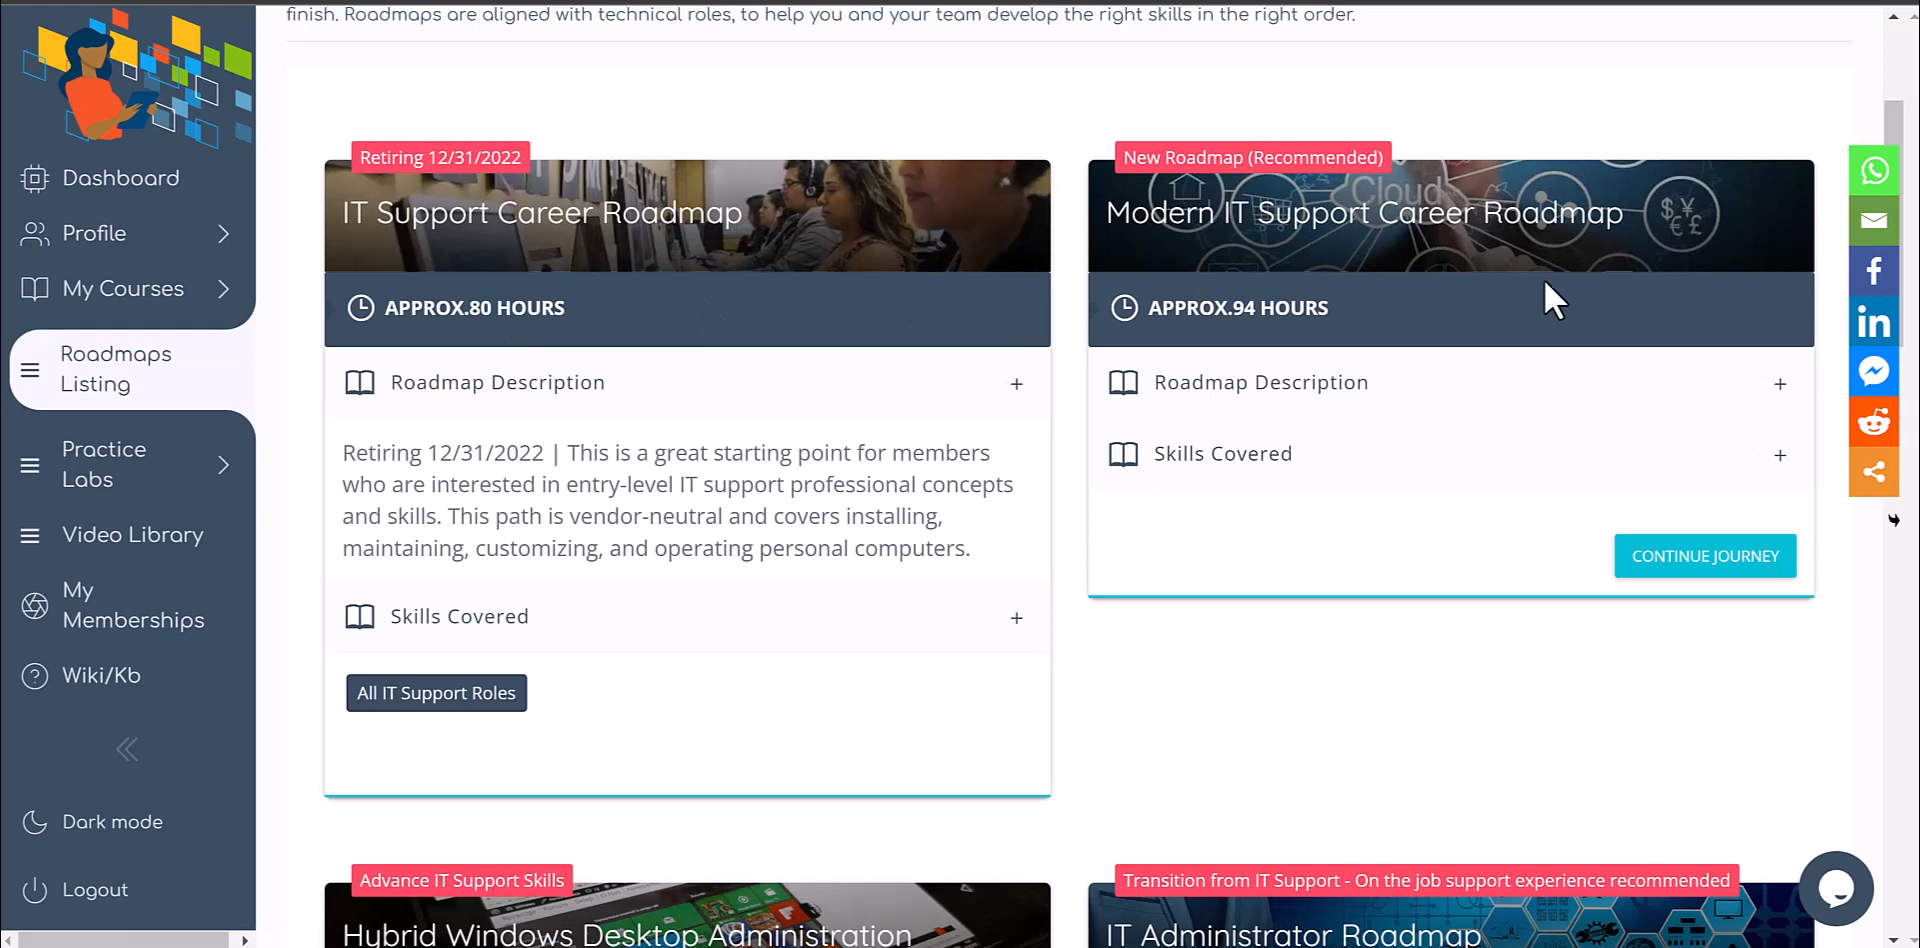 finish. Roadmaps are aligned with technical roles, to help you and your team develop the right skills in the right order.
Dashboard
Profile
My Courses
Roadmaps
Listing
Practice
Labs
Video Library
My
Memberships
Wiki/Kb
Dark mode
Logout
Retiring 12/31/2022
IT Support Career Roadmap
APPROX.80 HOURS
Roadmap Description +
Retiring 12/31/2022 | This is a great starting point for members
who are interested in entry-level IT support professional concepts
and skills. This path is vendor-neutral and covers installing,
maintaining, customizing, and operating personal computers.
Skills Covered +
All IT Support Roles
New Roadmap (Recommended)
Cloud
Modern IT Support Career Roadmap
APPROX.94 HOURS
Roadmap Description +
Skills Covered +
CONTINUE JOURNEY
Advance IT Support Skills
Hybrid Windows Desktop Administration
Transition from IT Support - On the job support experience recommended
IT Administrator Roadmap